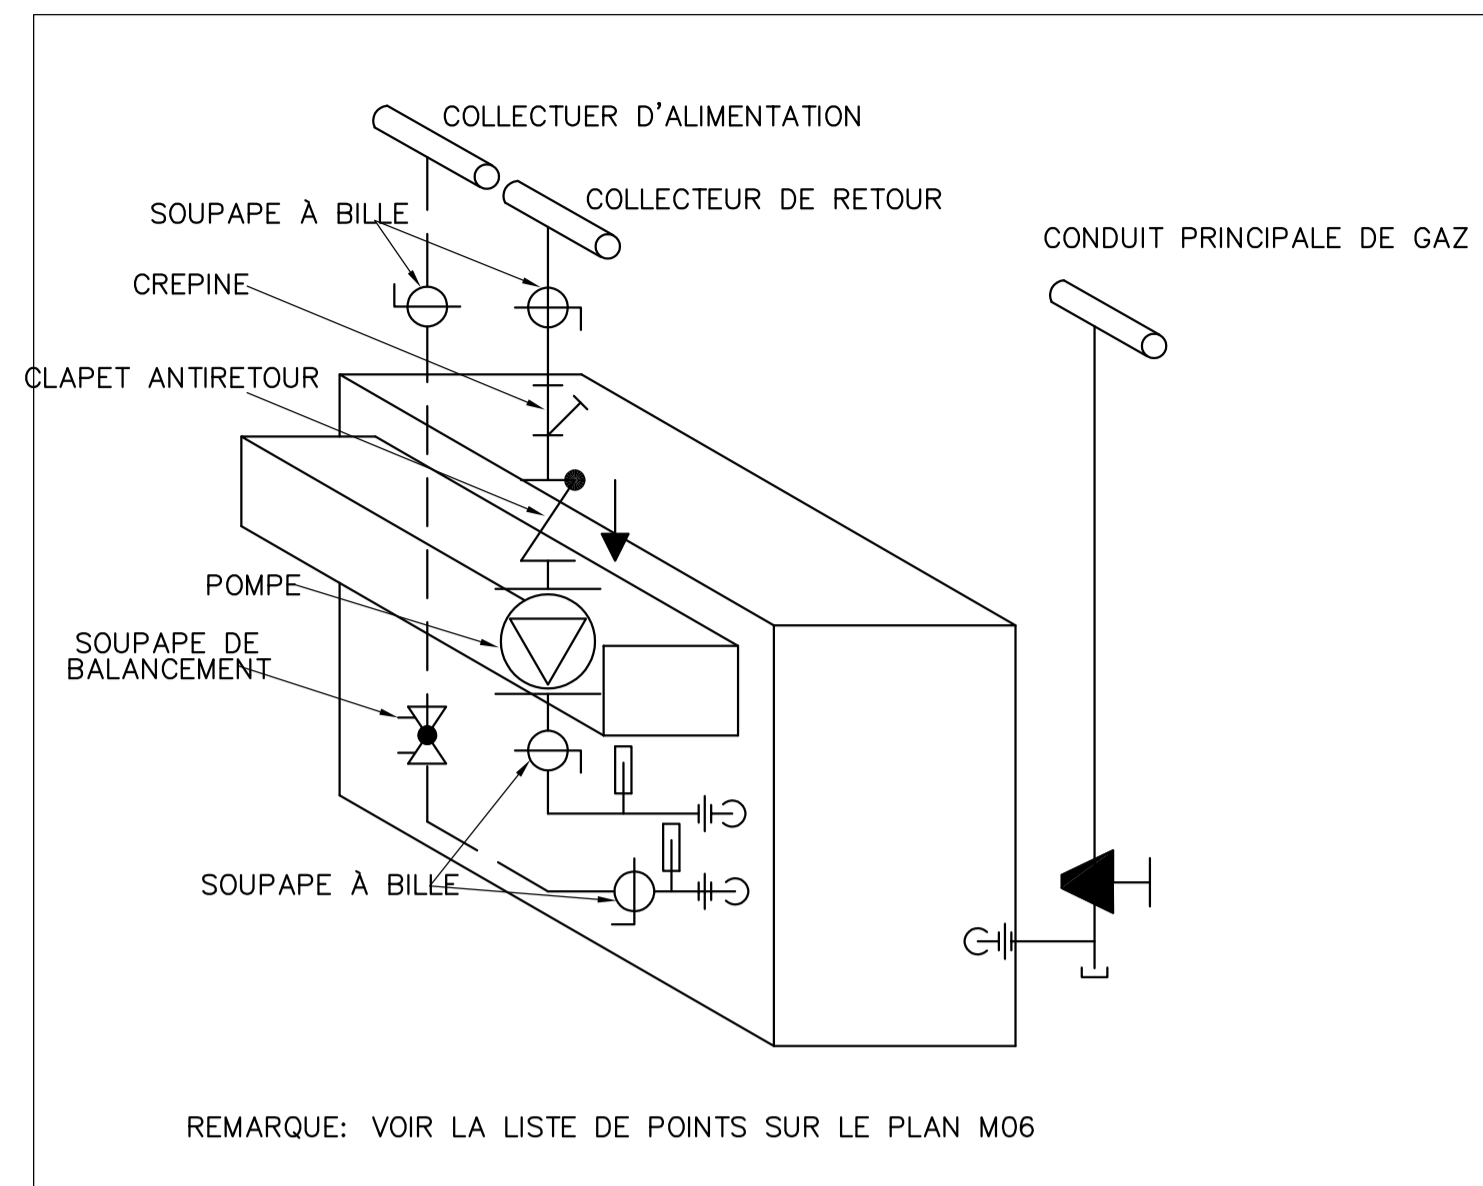 COLLECTUER D'ALIMENTATION
COLLECTEUR DE RETOUR
SOUPAPE À BILLE
CONDUIT PRINCIPALE DE GAZ
CREPINE
CLAPET ANTIRETOUR
POMPE
SOUPAPE DE
BALANCEMENT
SOUPAPE À BILLE
REMARQUE: VOIR LA LISTE DE POINTS SUR LE PLAN M06